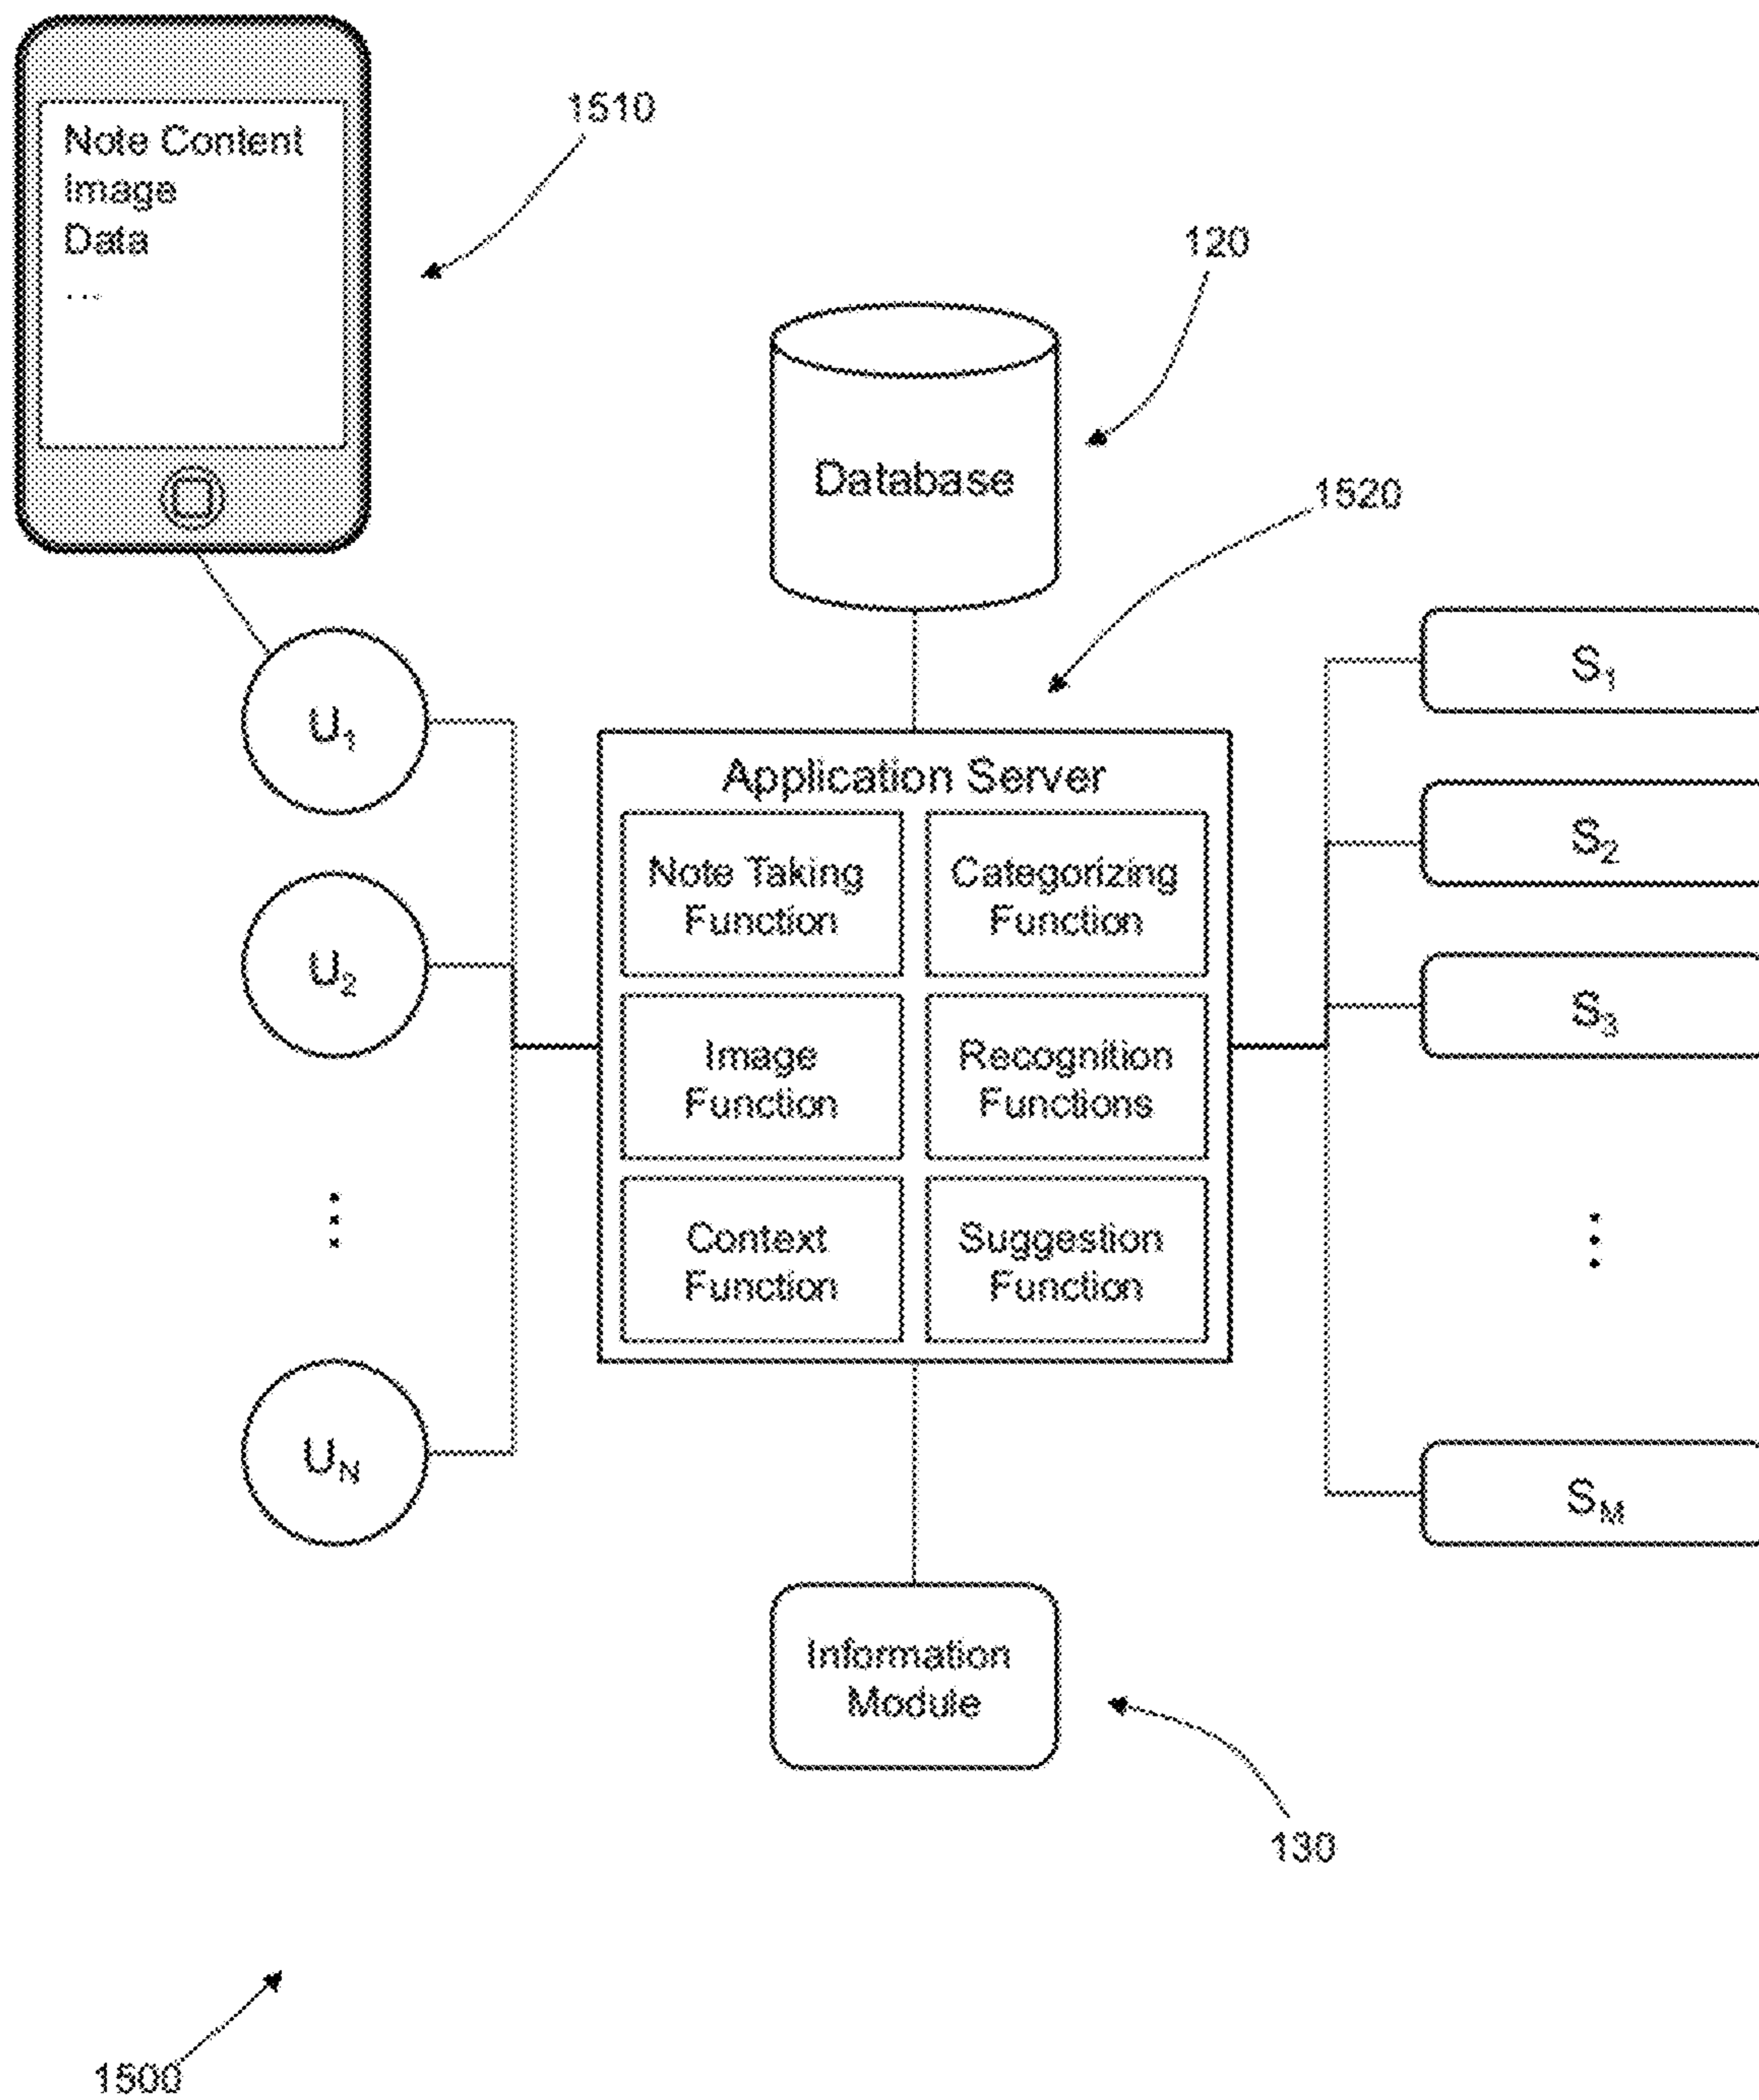 Note Content
Image
Data
...
1510
120
Database
1520
U1
U2
⋮
UN
Application Server
Note Taking
Function
Categorizing
Function
Image
Function
Recognition
Functions
Context
Function
Suggestion
Function
S1
S2
S3
⋮
SM
Information
Module
130
1500